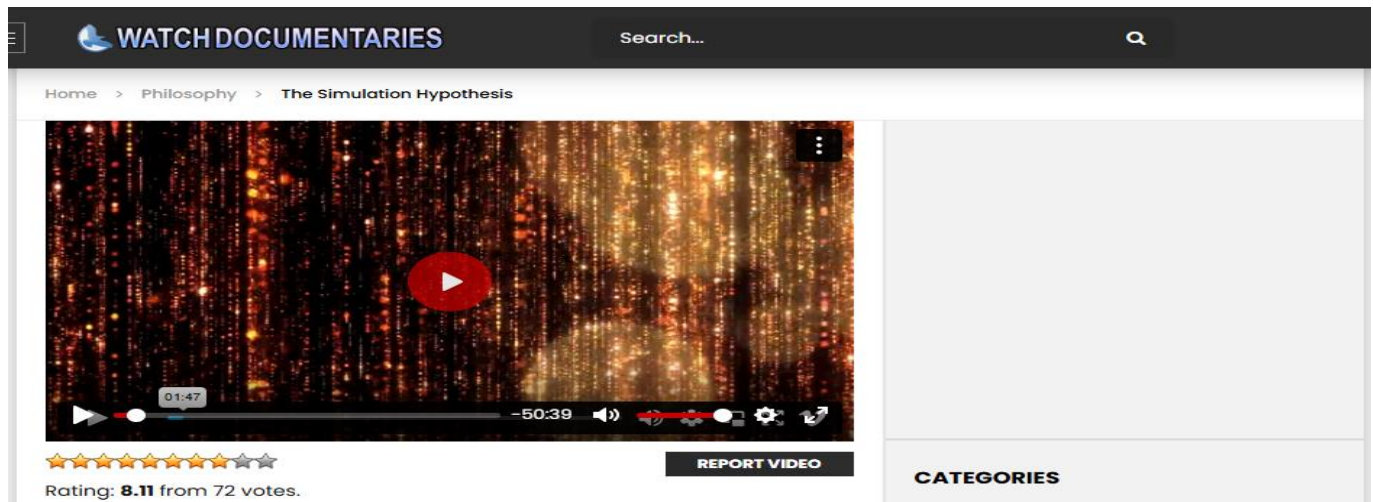 WATCH DOCUMENTARIES Search...
Home > Philosophy > The Simulation Hypothesis
01:47
-50:39
REPORT VIDEO
Rating: 8.11 from 72 votes.
CATEGORIES